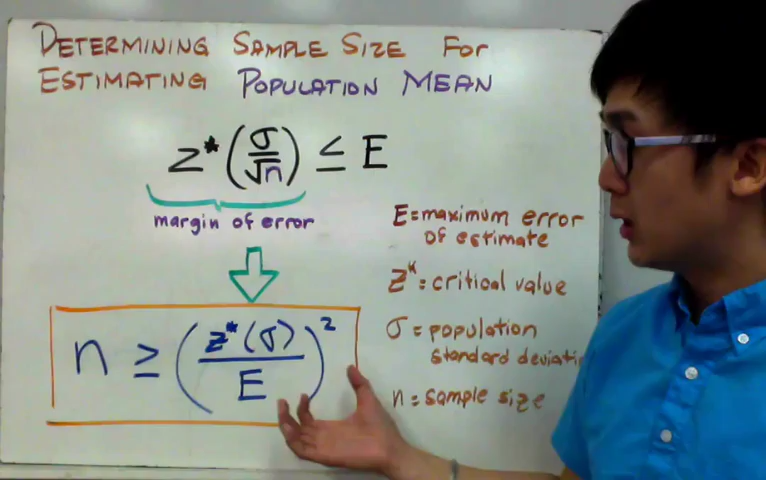 DETERMINING SAMPLE SIZE FOR
ESTIMATING POPULATION MEAN
z*(σ/√n) ≤ E
margin of error
n ≥ (z*(σ)/E)²
E = maximum error
of estimate
z* = critical value
σ = population
standard deviati
n = sample size